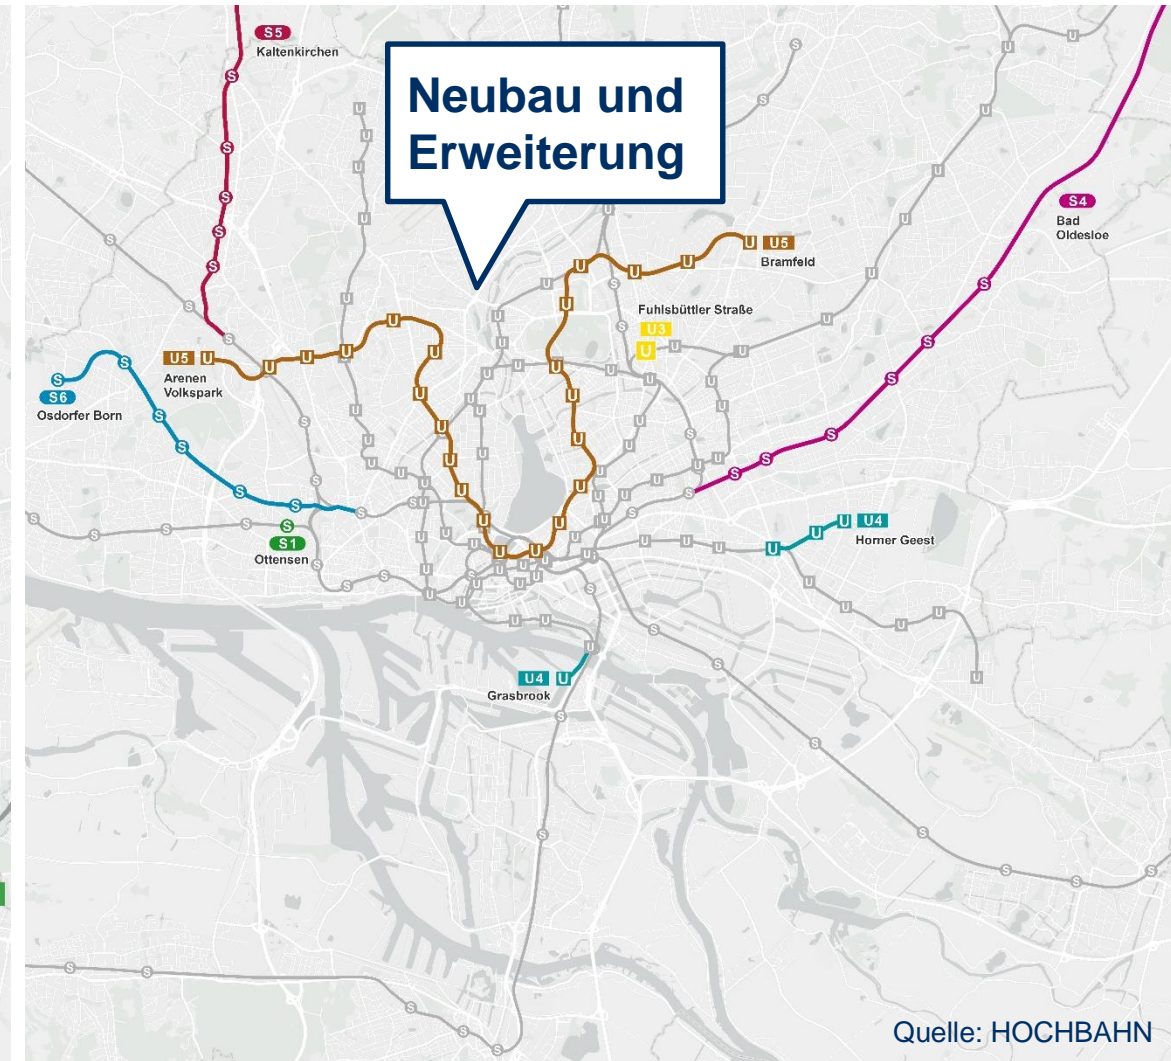 S5
Kaltenkirchen
Neubau und
Erweiterung
S4
Bad
Oldesloe
U5
Bramfeld
Fuhlsbüttler Straße
U3
U
U5
Arenen
Volkspark
S6
Osdorfer Born
S1
Ottensen
U4
Horner Geest
U4
Grasbrook
Quelle: HOCHBAHN